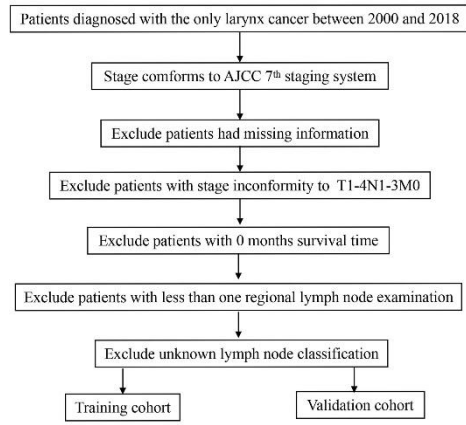 Patients diagnosed with the only larynx cancer between 2000 and 2018
Stage comforms to AJCC 7th staging system
Exclude patients had missing information
Exclude patients with stage inconformity to T1-4N1-3M0
Exclude patients with 0 months survival time
Exclude patients with less than one regional lymph node examination
Exclude unknown lymph node classification
Training cohort
Validation cohort